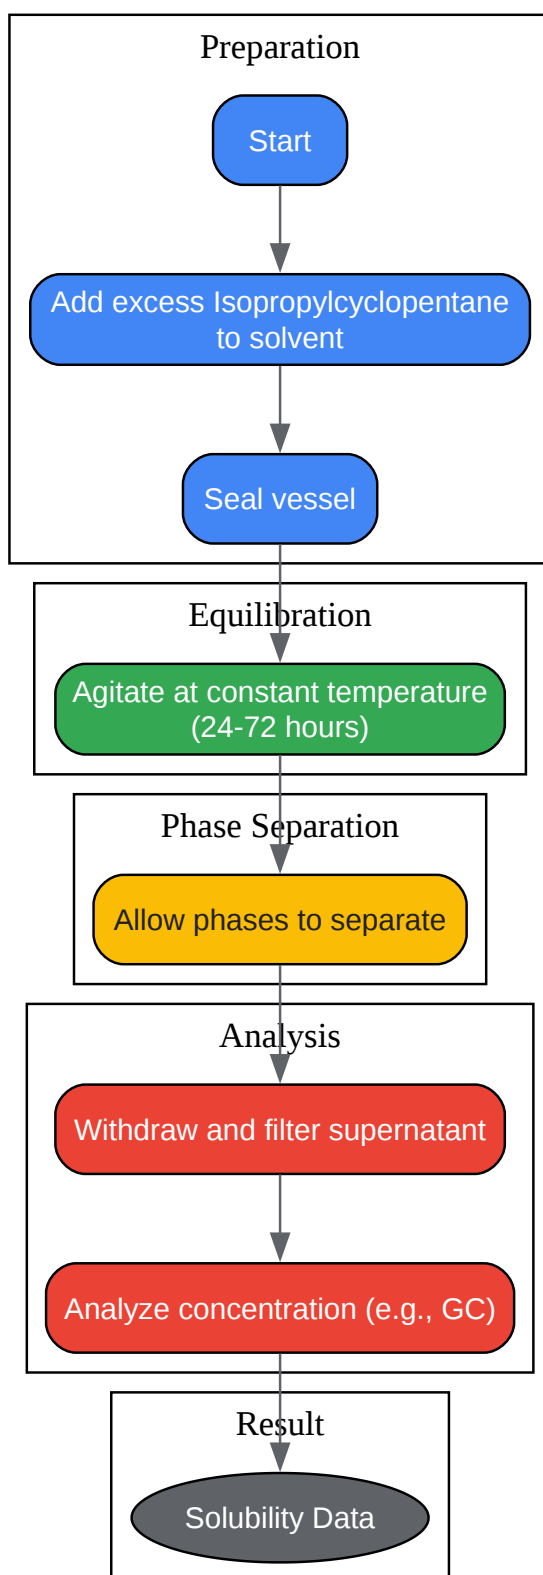 Preparation
Start
Add excess Isopropylcyclopentane
to solvent
Seal vessel
Equilibration
Agitate at constant temperature
(24-72 hours)
Phase Separation
Allow phases to separate
Analysis
Withdraw and filter supernatant
Analyze concentration (e.g., GC)
Result
Solubility Data